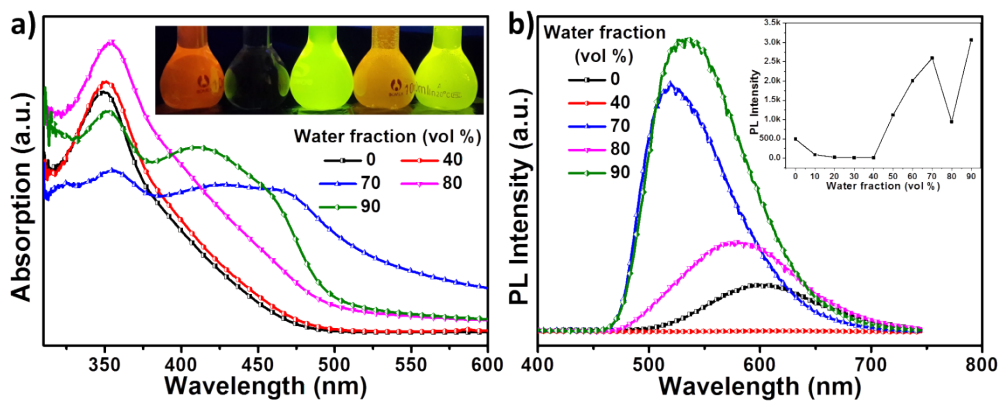 a)
Absorption (a.u.)
Water fraction (vol %)
0
40
70
80
90
350
400
450
500
550
600
Wavelength (nm)
b)
PL Intensity (a.u.)
Water fraction
(vol %)
0
40
70
80
90
400
500
600
700
800
Wavelength (nm)
PL Intensity
3.0k
2.5k
2.0k
1.5k
1.0k
500.0
0.0
0
10
20
30
40
50
60
70
80
90
Water fraction (vol %)